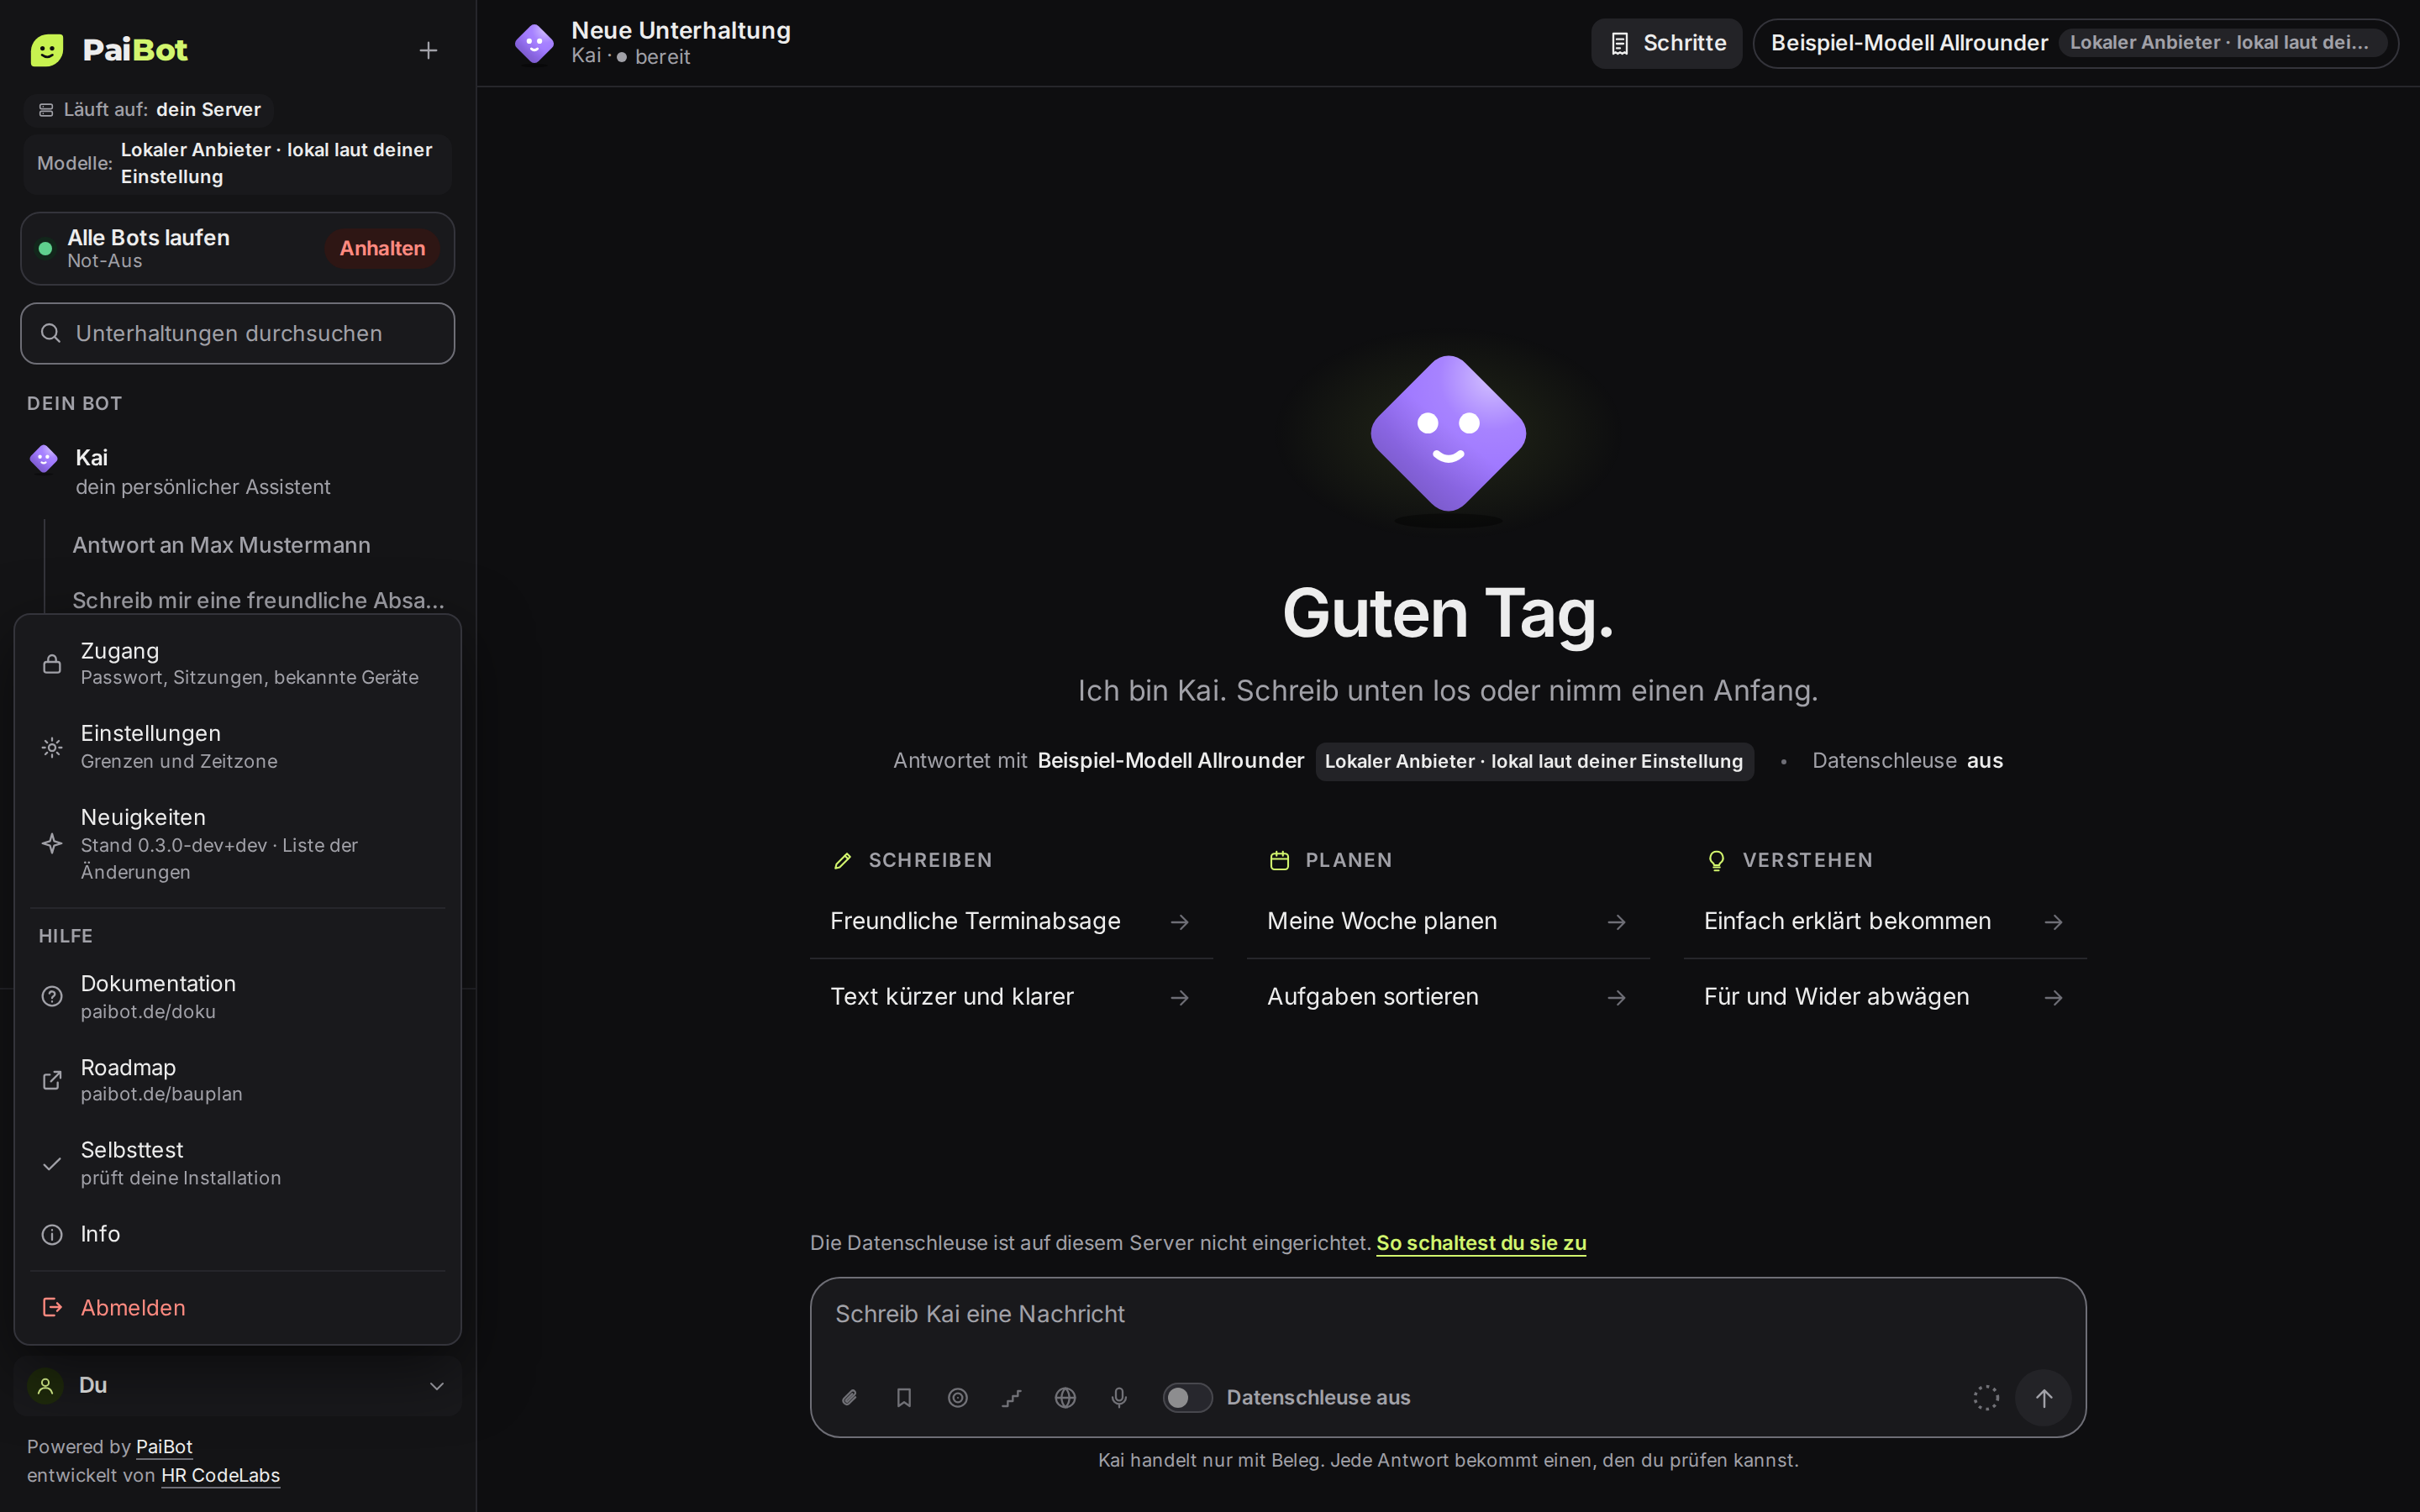 PaiBot
Läuft auf: dein Server
Modelle: Lokaler Anbieter · lokal laut deiner
Einstellung
Alle Bots laufen
Not-Aus
Anhalten
Unterhaltungen durchsuchen
DEIN BOT
Kai
dein persönlicher Assistent
Antwort an Max Mustermann
Schreib mir eine freundliche Absa...
Zugang
Passwort, Sitzungen, bekannte Geräte
Einstellungen
Grenzen und Zeitzone
Neuigkeiten
Stand 0.3.0-dev+dev · Liste der
Änderungen
HILFE
Dokumentation
paibot.de/doku
Roadmap
paibot.de/bauplan
Selbsttest
prüft deine Installation
Info
Abmelden
Du
Powered by PaiBot
entwickelt von HR CodeLabs
Neue Unterhaltung
Kai · bereit
Schritte
Beispiel-Modell Allrounder Lokaler Anbieter · lokal laut dei...
Guten Tag.
Ich bin Kai. Schreib unten los oder nimm einen Anfang.
Antwortet mit Beispiel-Modell Allrounder Lokaler Anbieter · lokal laut deiner Einstellung • Datenschleuse aus
SCHREIBEN
Freundliche Terminabsage
Text kürzer und klarer
PLANEN
Meine Woche planen
Aufgaben sortieren
VERSTEHEN
Einfach erklärt bekommen
Für und Wider abwägen
Die Datenschleuse ist auf diesem Server nicht eingerichtet. So schaltest du sie zu
Schreib Kai eine Nachricht
Datenschleuse aus
Kai handelt nur mit Beleg. Jede Antwort bekommt einen, den du prüfen kannst.